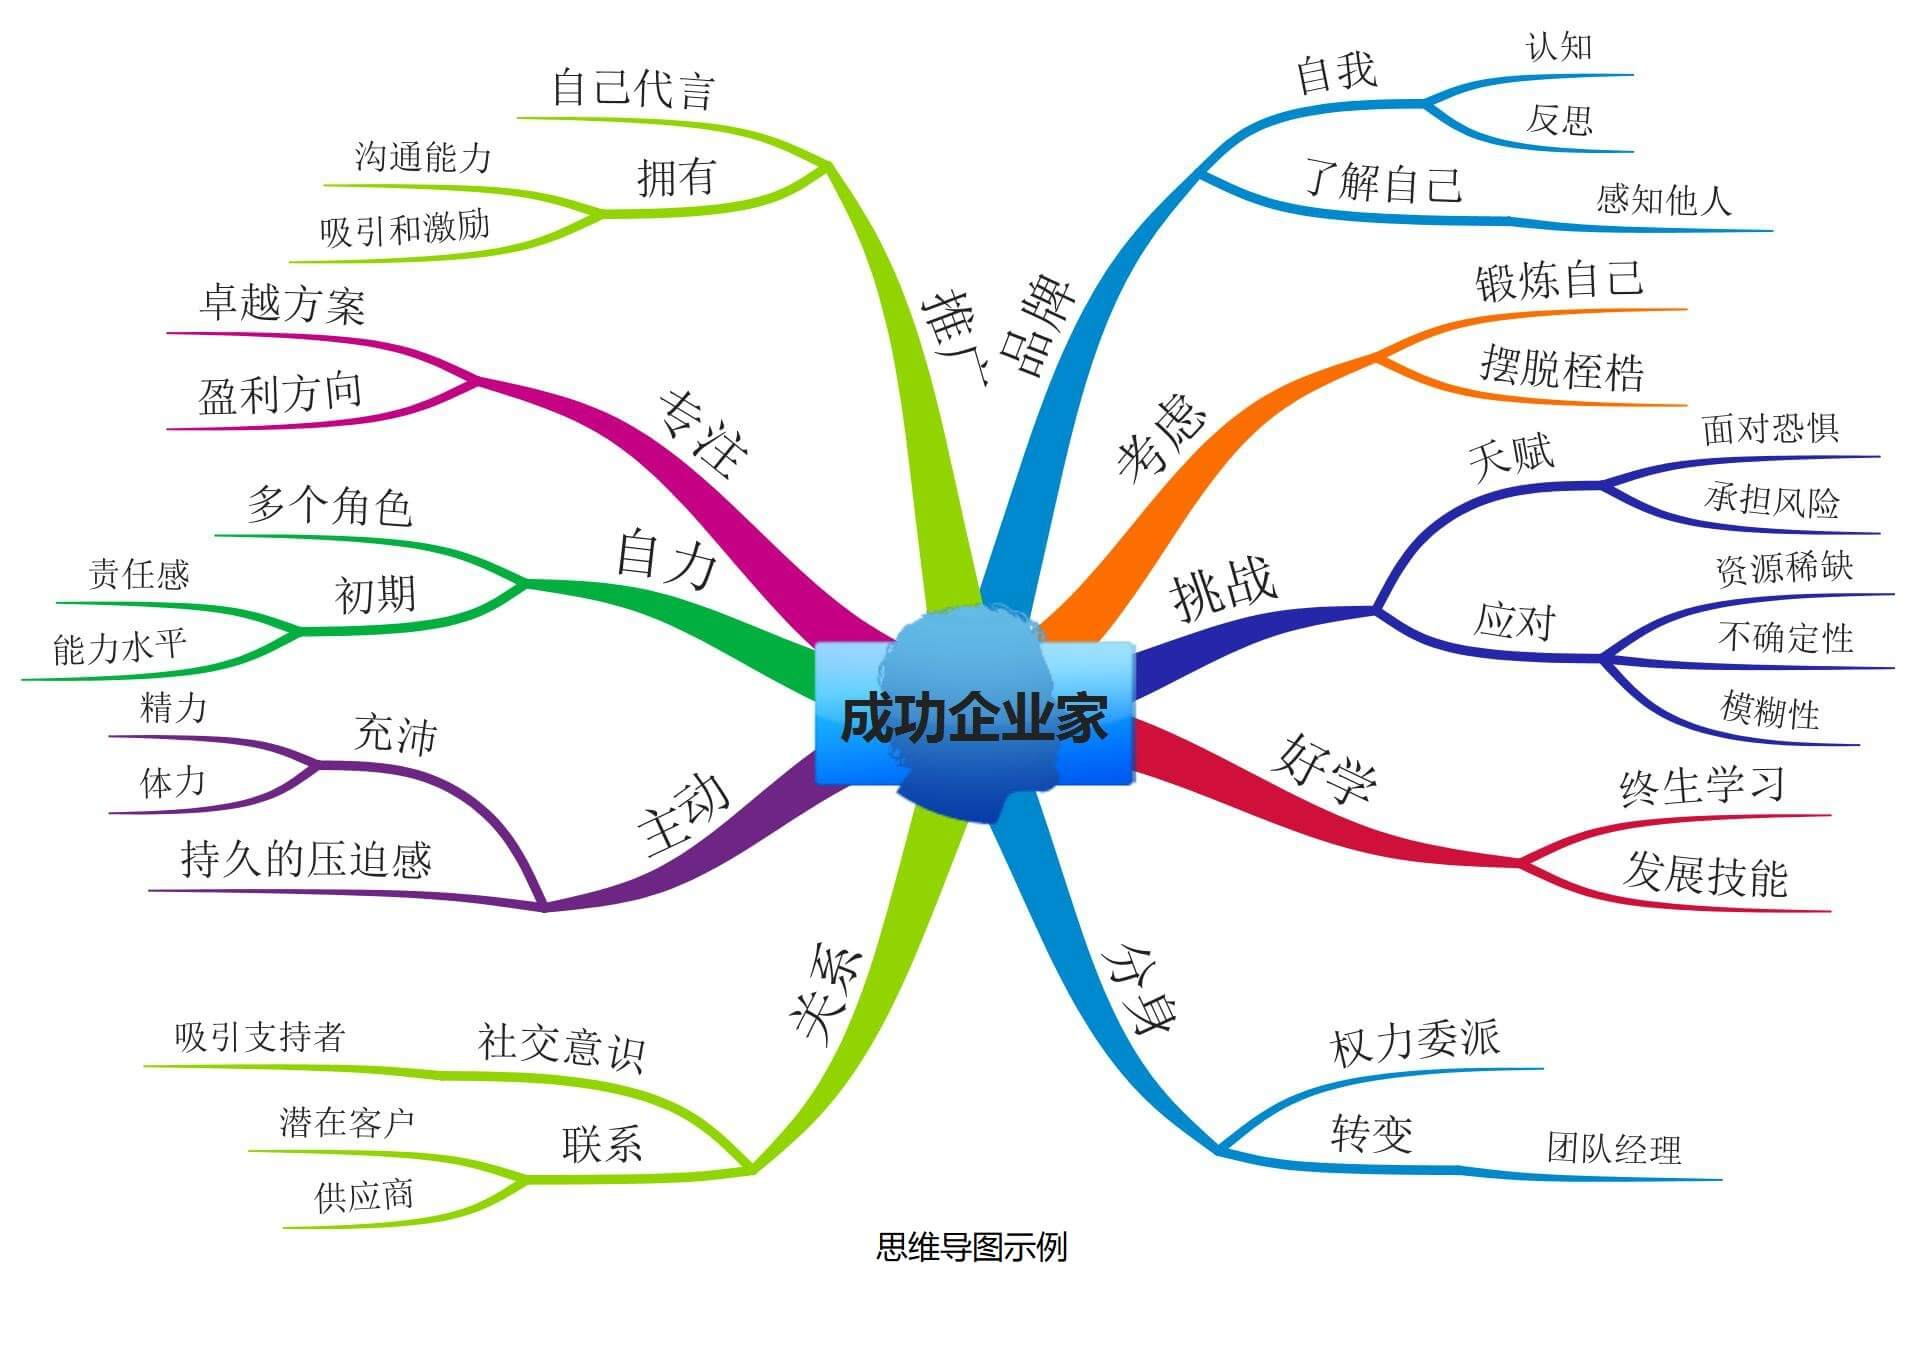 成功企业家
品牌
自我
认知
反思
了解自己
感知他人
考虑
锻炼自己
摆脱桎梏
挑战
天赋
面对恐惧
承担风险
应对
资源稀缺
不确定性
模糊性
好学
终生学习
发展技能
分身
权力委派
转变
团队经理
关系
社交意识
吸引支持者
联系
潜在客户
供应商
主动
充沛
精力
体力
持久的压迫感
自力
多个角色
初期
责任感
能力水平
专注
卓越方案
盈利方向
推广
自己代言
拥有
沟通能力
吸引和激励
思维导图示例